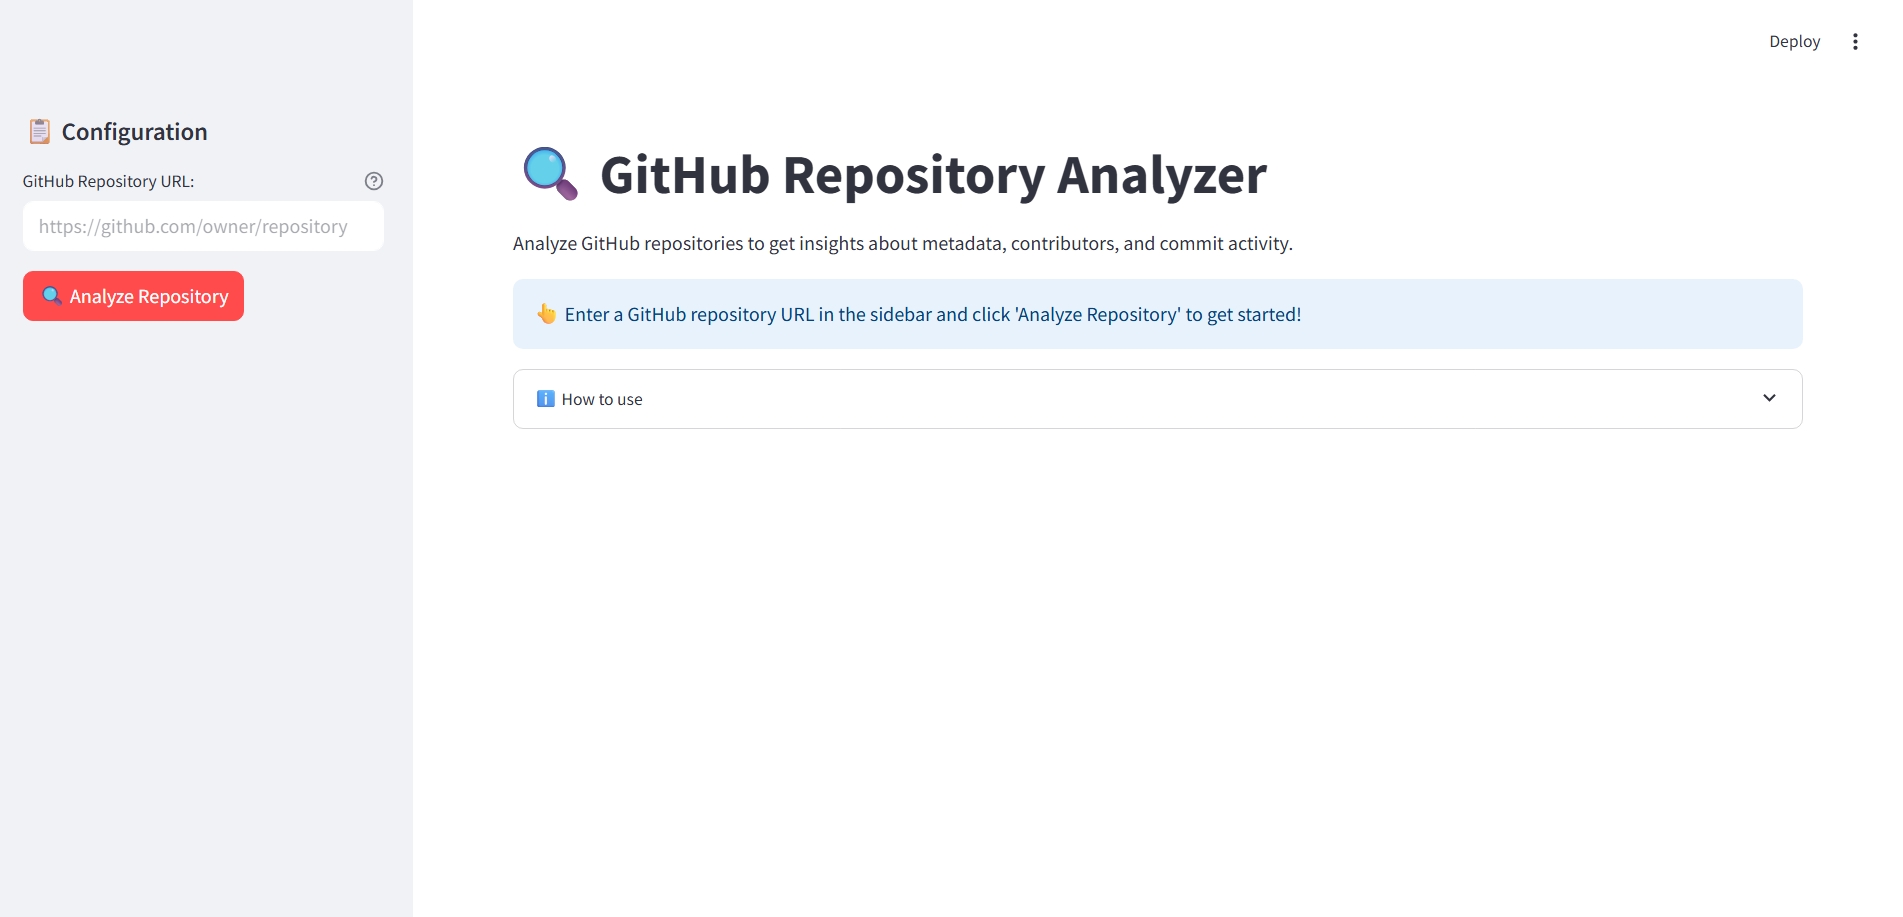 Deploy
📋 Configuration
GitHub Repository URL:
https://github.com/owner/repository
🔍 Analyze Repository
🔍 GitHub Repository Analyzer
Analyze GitHub repositories to get insights about metadata, contributors, and commit activity.
👆 Enter a GitHub repository URL in the sidebar and click 'Analyze Repository' to get started!
ℹ️ How to use